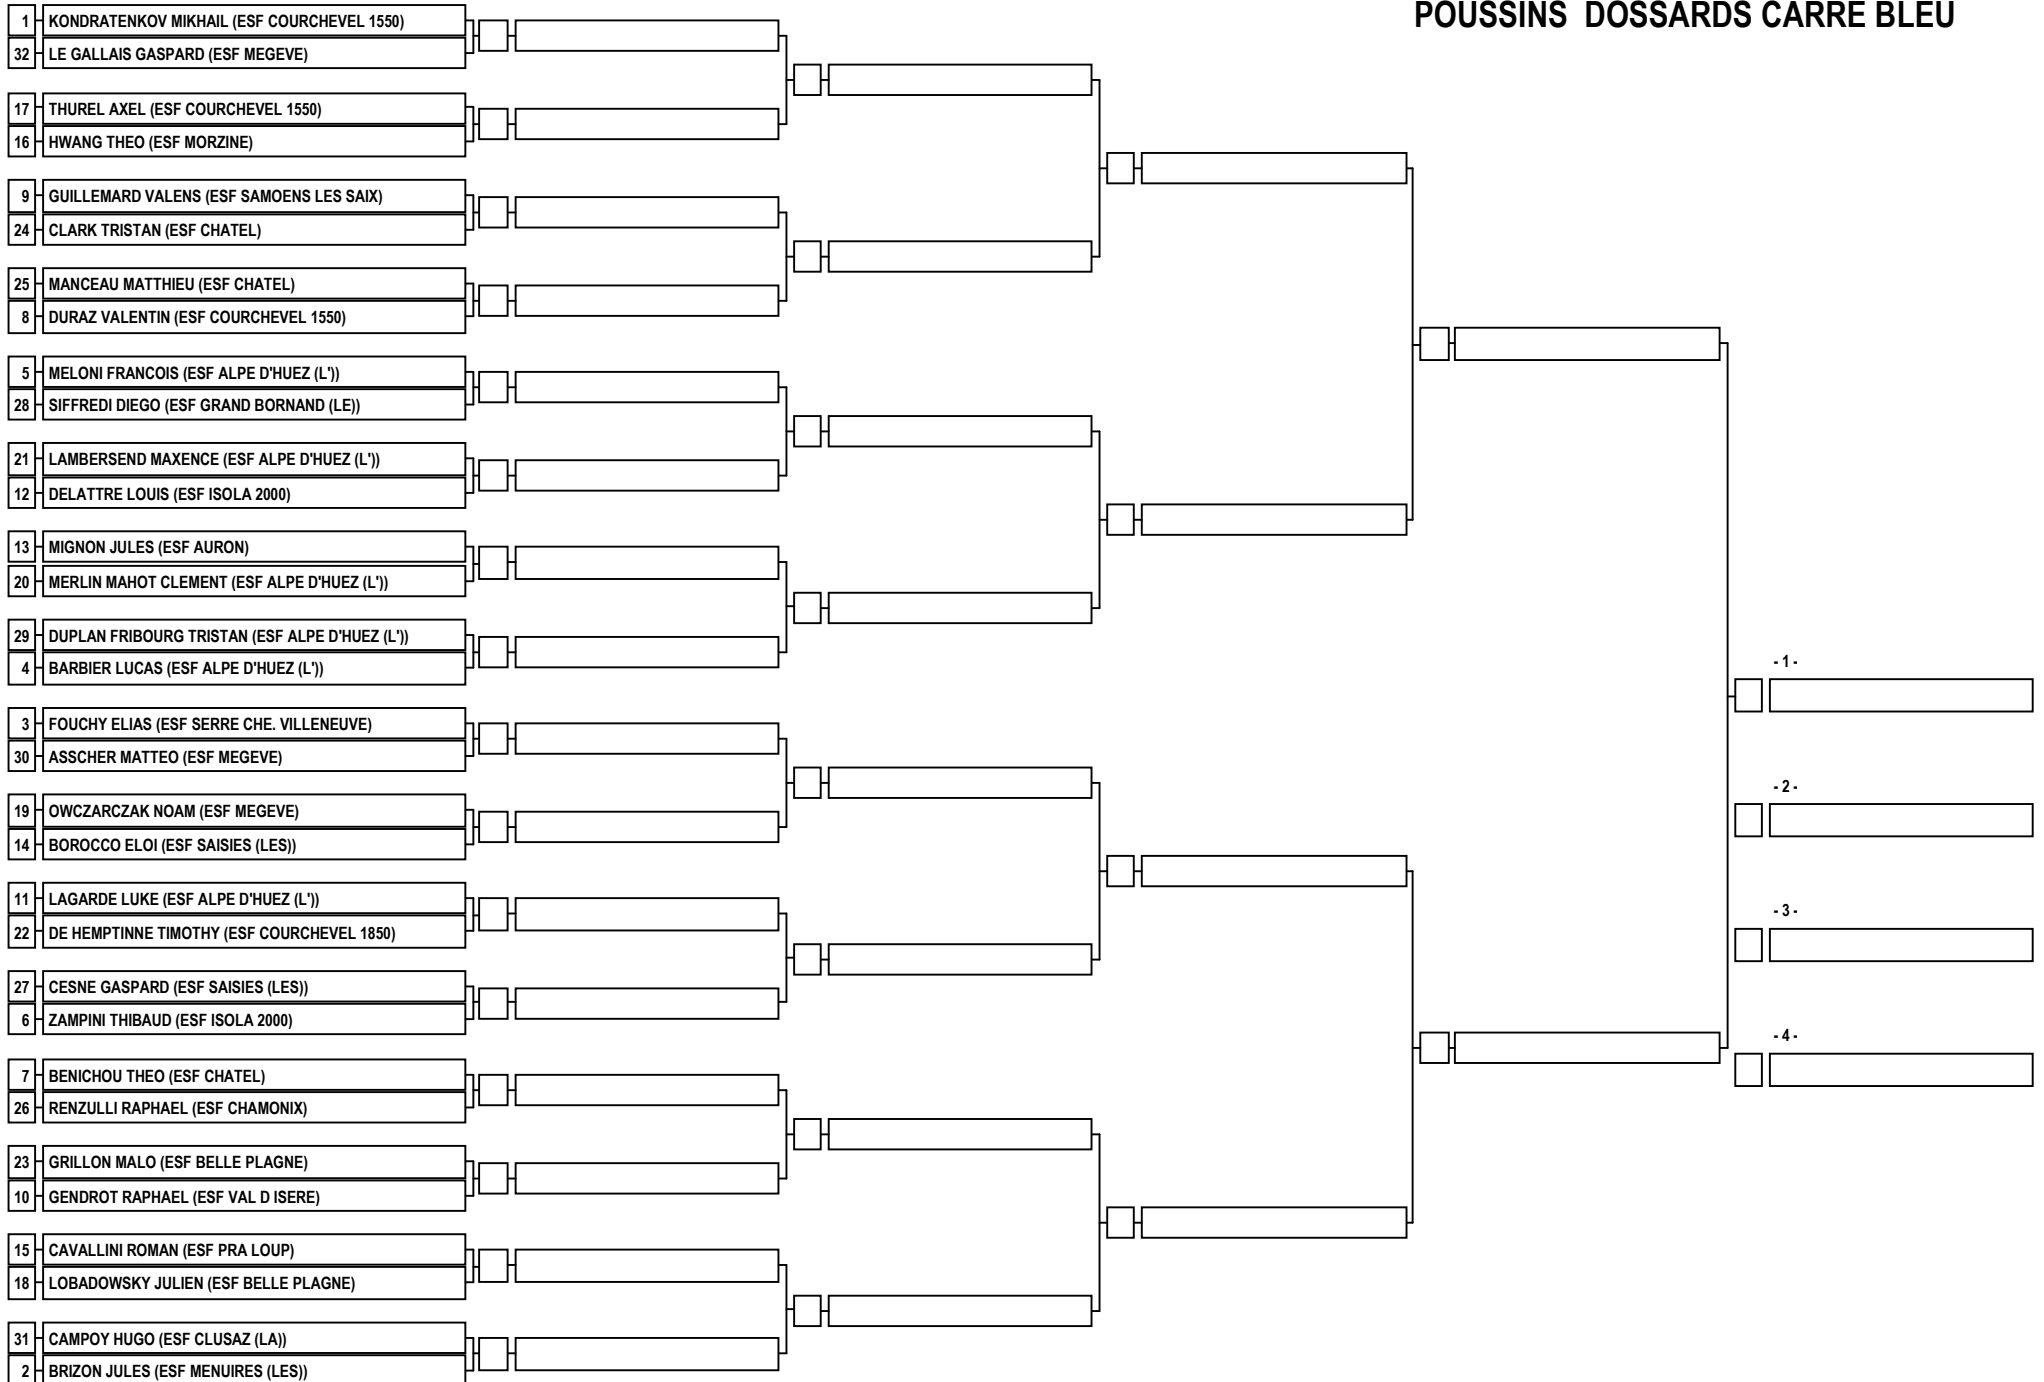 POUSSINS DOSSARDS CARRE BLEU
1 KONDRATENKOV MIKHAIL (ESF COURCHEVEL 1550)
32 LE GALLAIS GASPARD (ESF MEGEVE)
17 THUREL AXEL (ESF COURCHEVEL 1550)
16 HWANG THEO (ESF MORZINE)
9 GUILLEMARD VALENS (ESF SAMOENS LES SAIX)
24 CLARK TRISTAN (ESF CHATEL)
25 MANCEAU MATTHIEU (ESF CHATEL)
8 DURAZ VALENTIN (ESF COURCHEVEL 1550)
5 MELONI FRANCOIS (ESF ALPE D'HUEZ (L'))
28 SIFFREDI DIEGO (ESF GRAND BORNAND (LE))
21 LAMBERSEND MAXENCE (ESF ALPE D'HUEZ (L'))
12 DELATTRE LOUIS (ESF ISOLA 2000)
13 MIGNON JULES (ESF AURON)
20 MERLIN MAHOT CLEMENT (ESF ALPE D'HUEZ (L'))
29 DUPLAN FRIBOURG TRISTAN (ESF ALPE D'HUEZ (L'))
4 BARBIER LUCAS (ESF ALPE D'HUEZ (L'))
3 FOUCHY ELIAS (ESF SERRE CHE. VILLENEUVE)
30 ASSCHER MATTEO (ESF MEGEVE)
19 OWCZARCZAK NOAM (ESF MEGEVE)
14 BOROCCO ELOI (ESF SAISIES (LES))
11 LAGARDE LUKE (ESF ALPE D'HUEZ (L'))
22 DE HEMPTINNE TIMOTHY (ESF COURCHEVEL 1850)
27 CESNE GASPARD (ESF SAISIES (LES))
6 ZAMPINI THIBAUD (ESF ISOLA 2000)
7 BENICHOU THEO (ESF CHATEL)
26 RENZULLI RAPHAEL (ESF CHAMONIX)
23 GRILLON MALO (ESF BELLE PLAGNE)
10 GENDROT RAPHAEL (ESF VAL D ISERE)
15 CAVALLINI ROMAN (ESF PRA LOUP)
18 LOBADOWSKY JULIEN (ESF BELLE PLAGNE)
31 CAMPOY HUGO (ESF CLUSAZ (LA))
2 BRIZON JULES (ESF MENUIRES (LES))
- 1 -
- 2 -
- 3 -
- 4 -